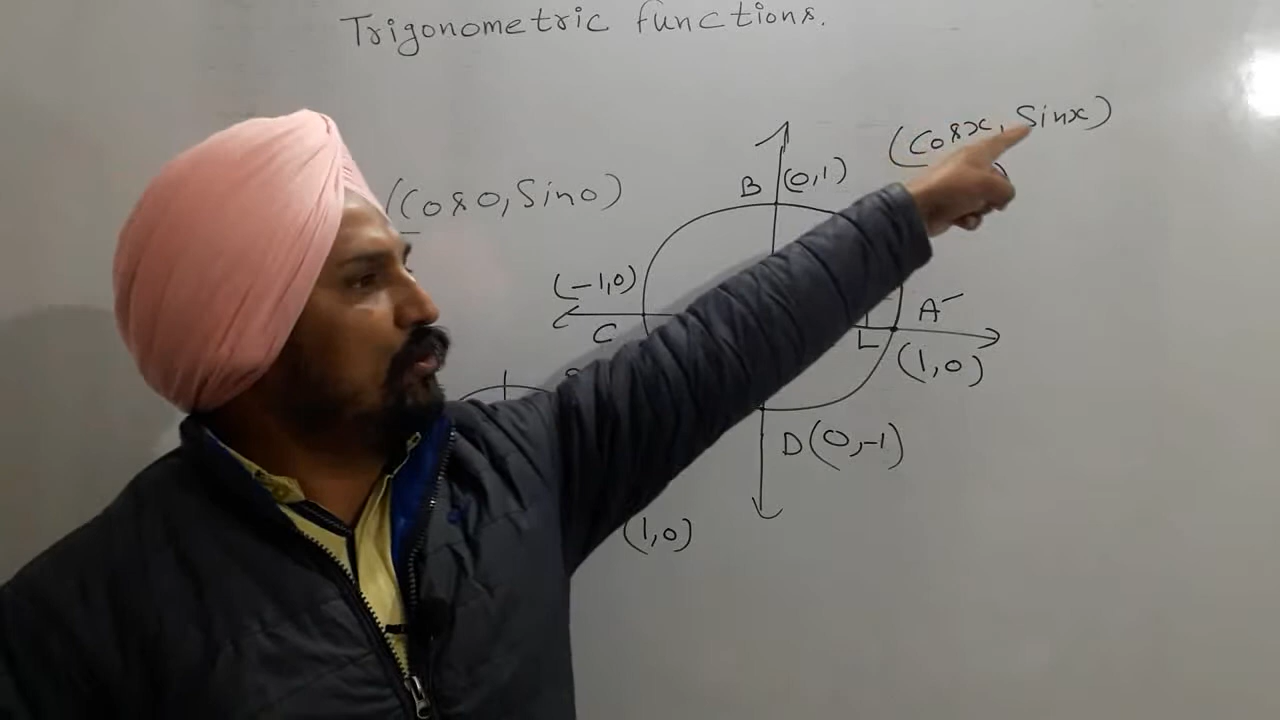 Trigonometric functions.
(Cosx, Sinx)
B (0,1)
(Cos0, Sin0)
(-1,0)
C
A
L
(1,0)
D(0,-1)
(1,0)